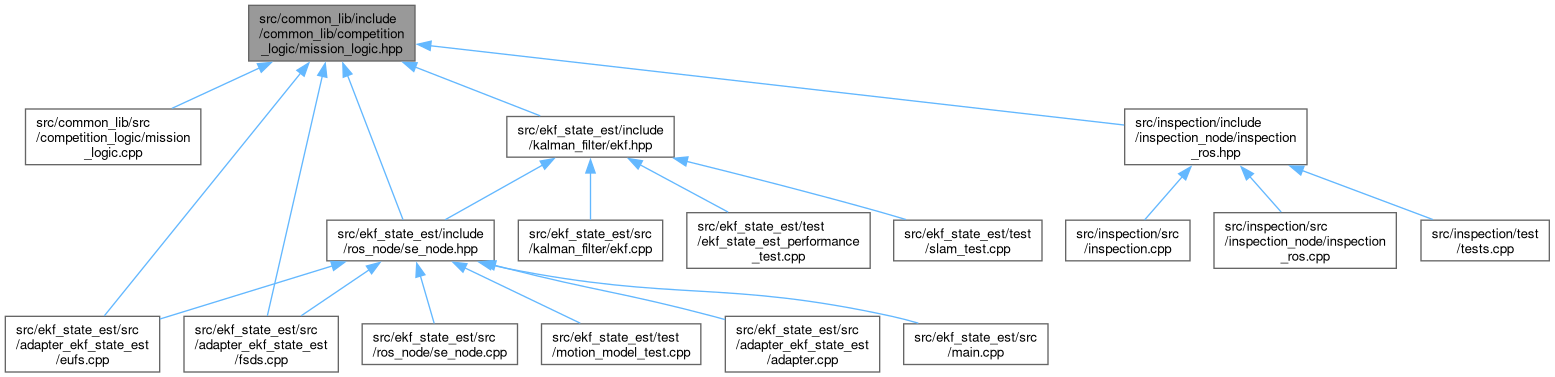 src/common_lib/include
/common_lib/competition
_logic/mission_logic.hpp
src/common_lib/src
/competition_logic/mission
_logic.cpp
src/ekf_state_est/include
/kalman_filter/ekf.hpp
src/inspection/include
/inspection_node/inspection
_ros.hpp
src/ekf_state_est/include
/ros_node/se_node.hpp
src/ekf_state_est/src
/kalman_filter/ekf.cpp
src/ekf_state_est/test
/ekf_state_est_performance
_test.cpp
src/ekf_state_est/test
/slam_test.cpp
src/inspection/src
/inspection.cpp
src/inspection/src
/inspection_node/inspection
_ros.cpp
src/inspection/test
/tests.cpp
src/ekf_state_est/src
/adapter_ekf_state_est
/eufs.cpp
src/ekf_state_est/src
/adapter_ekf_state_est
/fsds.cpp
src/ekf_state_est/src
/ros_node/se_node.cpp
src/ekf_state_est/test
/motion_model_test.cpp
src/ekf_state_est/src
/adapter_ekf_state_est
/adapter.cpp
src/ekf_state_est/src
/main.cpp